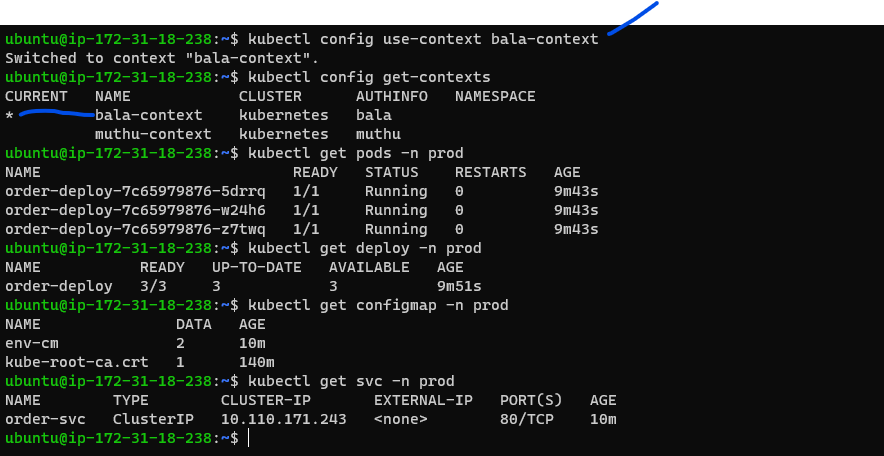 ubuntu@ip-172-31-18-238:~$ kubectl config use-context bala-context
Switched to context "bala-context".
ubuntu@ip-172-31-18-238:~$ kubectl config get-contexts
CURRENT   NAME            CLUSTER      AUTHINFO   NAMESPACE
*         bala-context    kubernetes   bala
          muthu-context   kubernetes   muthu
ubuntu@ip-172-31-18-238:~$ kubectl get pods -n prod
NAME                            READY   STATUS    RESTARTS   AGE
order-deploy-7c65979876-5drrq   1/1     Running   0          9m43s
order-deploy-7c65979876-w24h6   1/1     Running   0          9m43s
order-deploy-7c65979876-z7twq   1/1     Running   0          9m43s
ubuntu@ip-172-31-18-238:~$ kubectl get deploy -n prod
NAME           READY   UP-TO-DATE   AVAILABLE   AGE
order-deploy   3/3     3            3           9m51s
ubuntu@ip-172-31-18-238:~$ kubectl get configmap -n prod
NAME               DATA   AGE
env-cm             2      10m
kube-root-ca.crt   1      140m
ubuntu@ip-172-31-18-238:~$ kubectl get svc -n prod
NAME        TYPE        CLUSTER-IP       EXTERNAL-IP   PORT(S)   AGE
order-svc   ClusterIP   10.110.171.243   <none>        80/TCP    10m
ubuntu@ip-172-31-18-238:~$